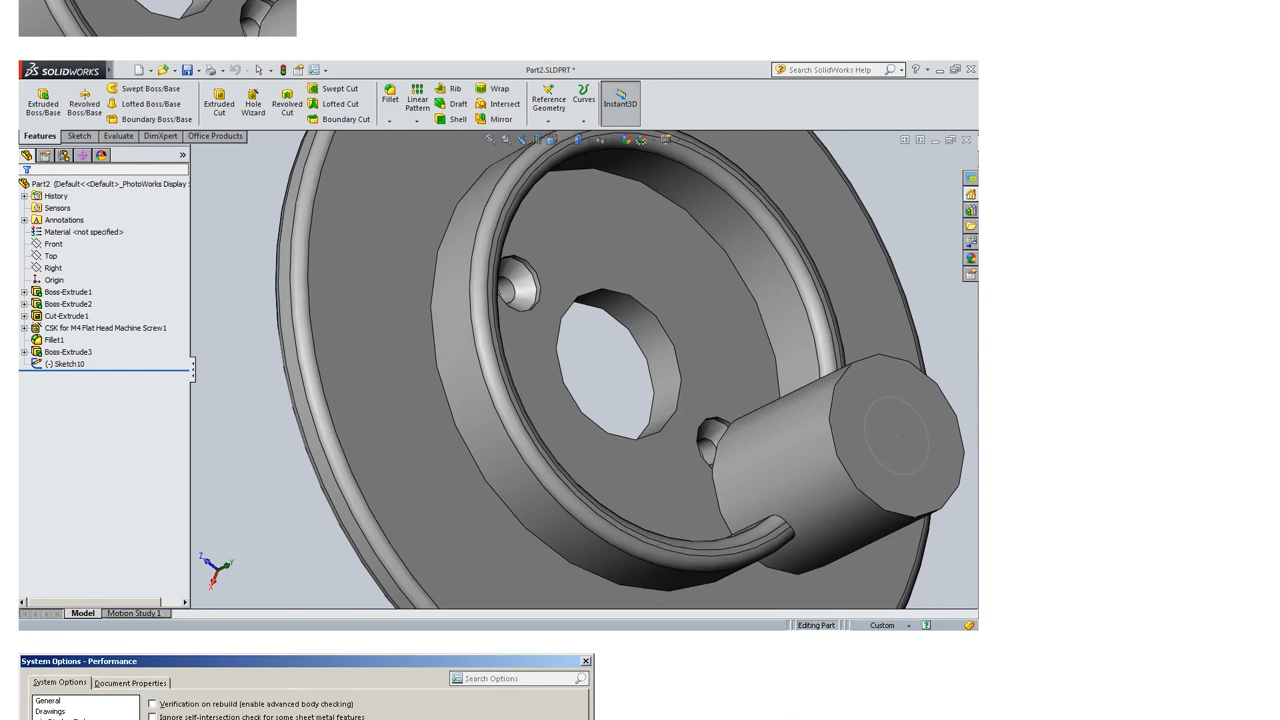 SOLIDWORKS
Part2.SLDPRT *
Search SolidWorks Help
Extruded Boss/Base
Revolved Boss/Base
Swept Boss/Base
Lofted Boss/Base
Boundary Boss/Base
Extruded Cut
Hole Wizard
Revolved Cut
Swept Cut
Lofted Cut
Boundary Cut
Fillet
Linear Pattern
Rib
Draft
Shell
Wrap
Intersect
Mirror
Reference Geometry
Curves
Instant3D
Features
Sketch
Evaluate
DimXpert
Office Products
Part2 (Default<<Default>_PhotoWorks Display
History
Sensors
Annotations
Material <not specified>
Front
Top
Right
Origin
Boss-Extrude1
Boss-Extrude2
Cut-Extrude1
CSK for M4 Flat Head Machine Screw1
Fillet1
Boss-Extrude3
(-) Sketch10
Z
Y
X
Model
Motion Study 1
Editing Part
Custom
System Options - Performance
System Options
Document Properties
Search Options
General
Drawings
Verification on rebuild (enable advanced body checking)
Ignore self-intersection check for some sheet metal features